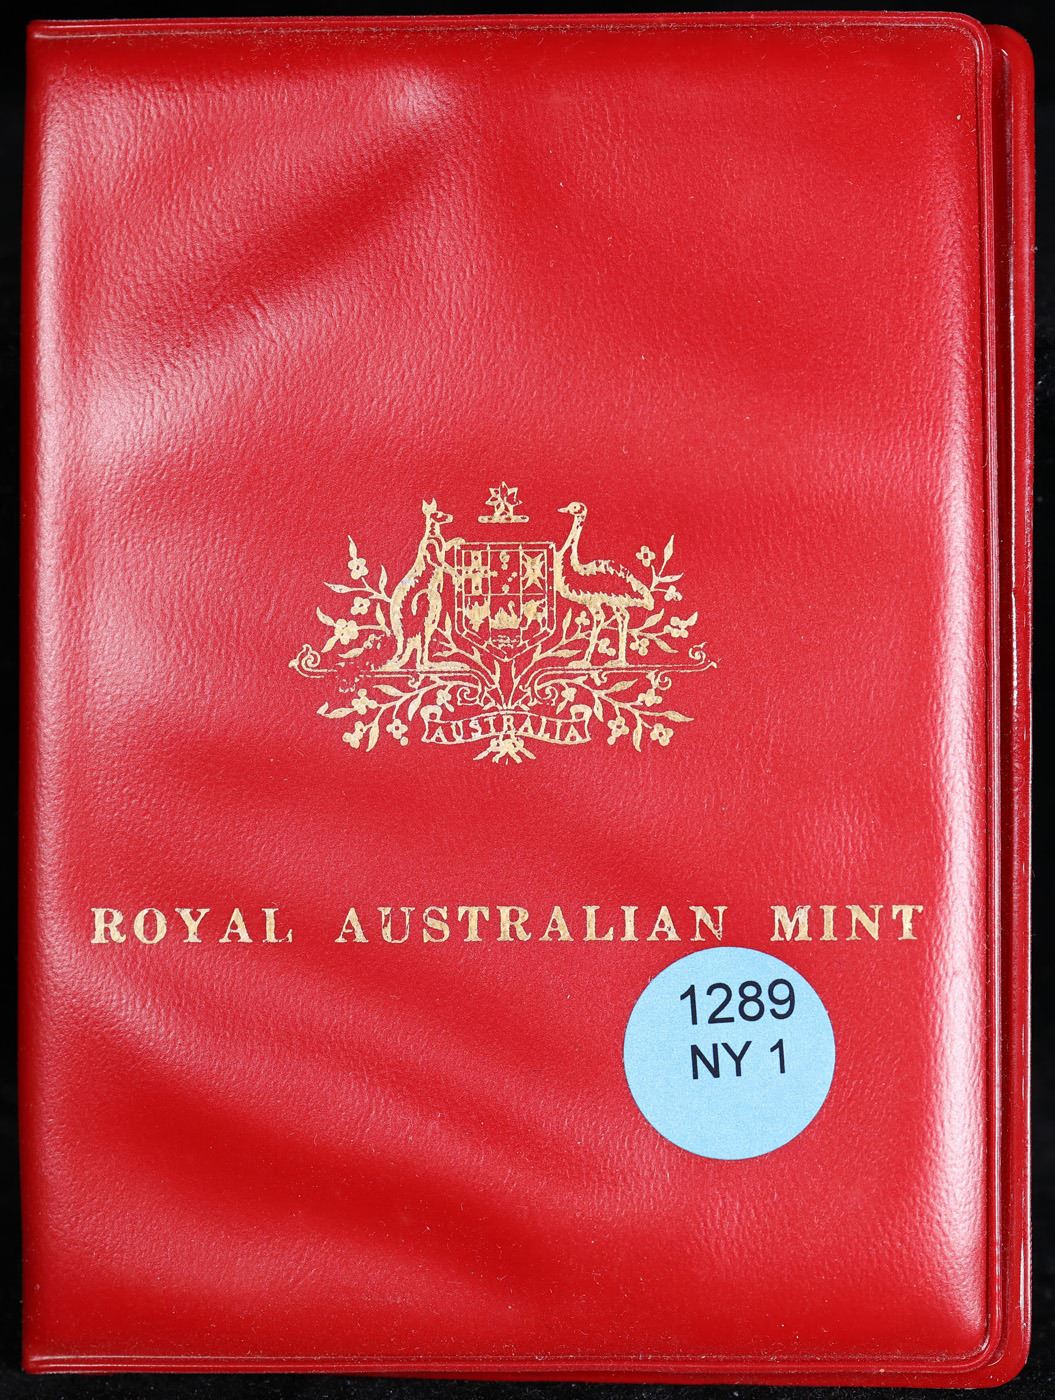 AUSTRALIA
ROYAL AUSTRALIAN MINT
1289
NY 1